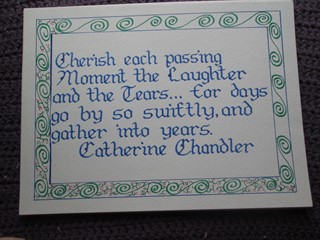 Cherish each passing
Moment the Laughter
and the Tears... for days
go by so swiftly, and
gather into years.
Catherine Chandler